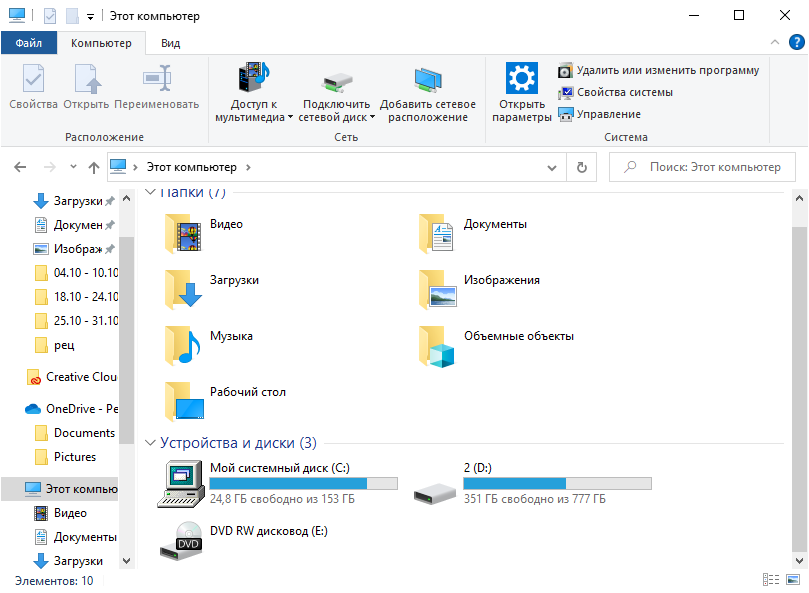 Этот компьютер
Файл
Компьютер
Вид
Свойства
Открыть
Переименовать
Расположение
Доступ к
мультимедиа
Подключить
сетевой диск
Добавить сетевое
расположение
Сеть
Открыть
параметры
Удалить или изменить программу
Свойства системы
Управление
Система
Этот компьютер
Поиск: Этот компьютер
Загрузки
Докумен
Изображ
04.10 - 10.10
18.10 - 24.10
25.10 - 31.10
рец
Creative Clou
OneDrive - Pe
Documents
Pictures
Этот компью
Видео
Документы
Загрузки
Папки (7)
Видео
Документы
Загрузки
Изображения
Музыка
Объемные объекты
Рабочий стол
Устройства и диски (3)
Мой системный диск (C:)
24,8 ГБ свободно из 153 ГБ
2 (D:)
351 ГБ свободно из 777 ГБ
DVD
DVD RW дисковод (E:)
Элементов: 10